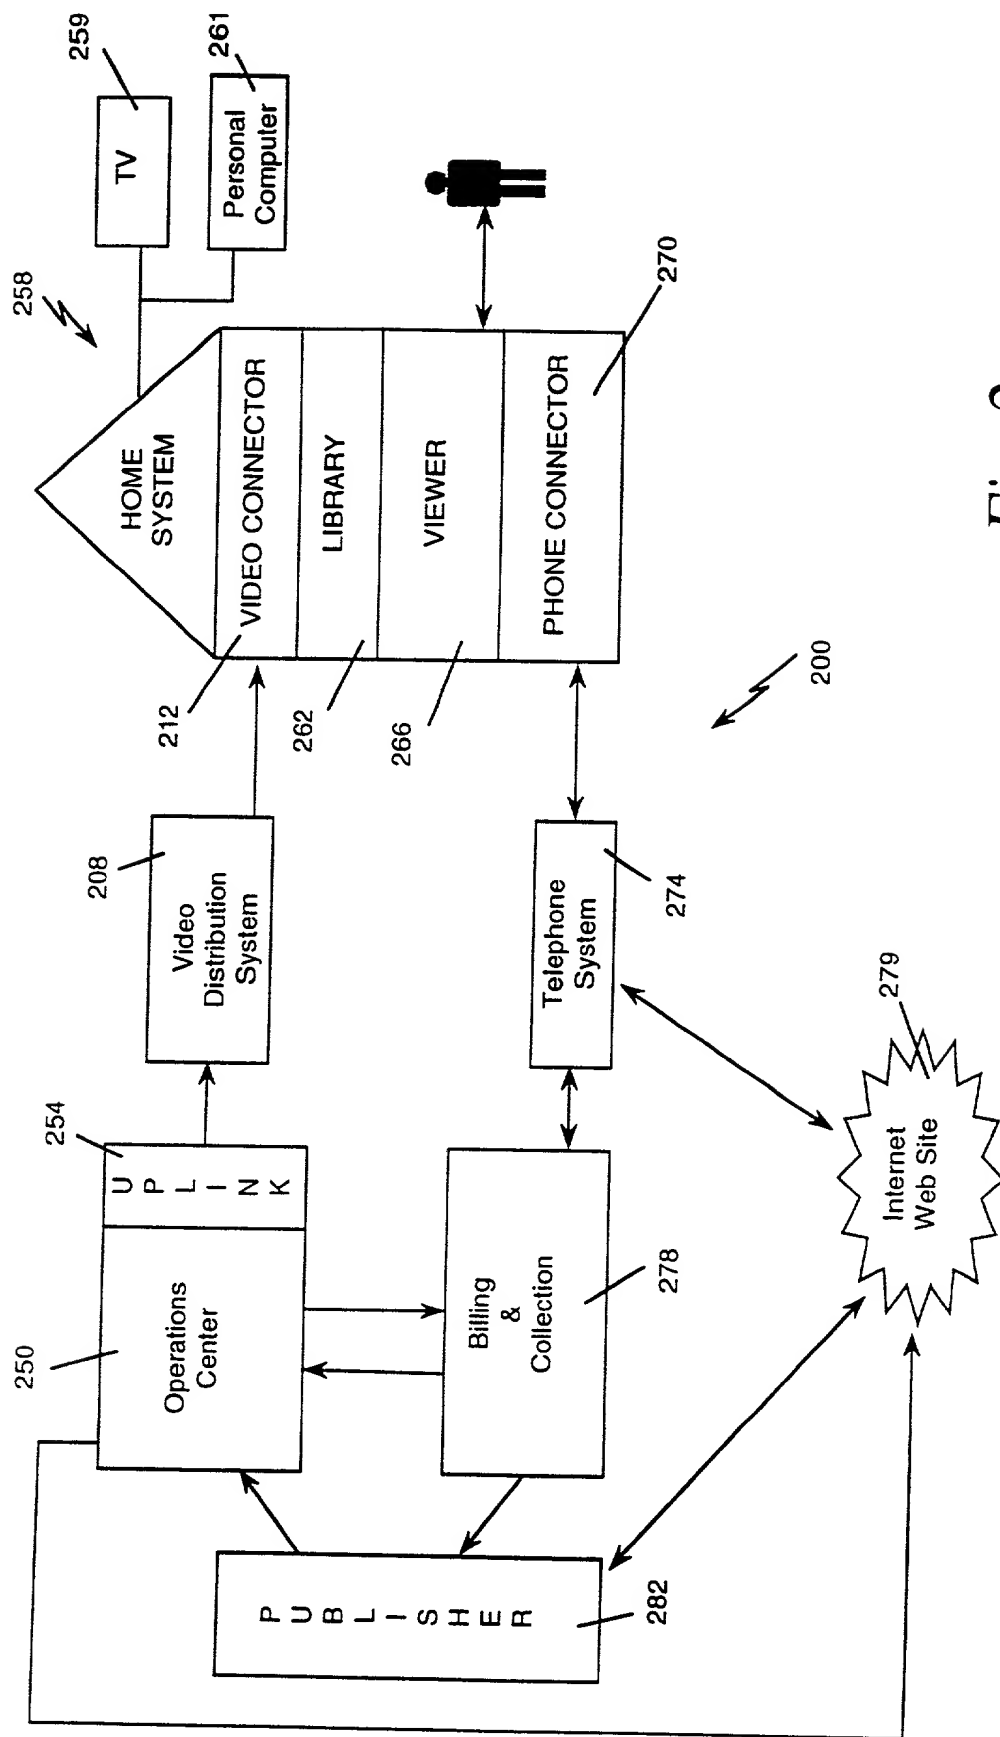 258
259
TV
261
Personal
Computer
HOME
SYSTEM
VIDEO CONNECTOR
LIBRARY
VIEWER
PHONE CONNECTOR
212
262
266
270
200
254
UPLINK
250
Operations
Center
208
Video
Distribution
System
Billing
&
Collection
278
Telephone
System
274
PUBLISHER
282
Internet
Web Site
279